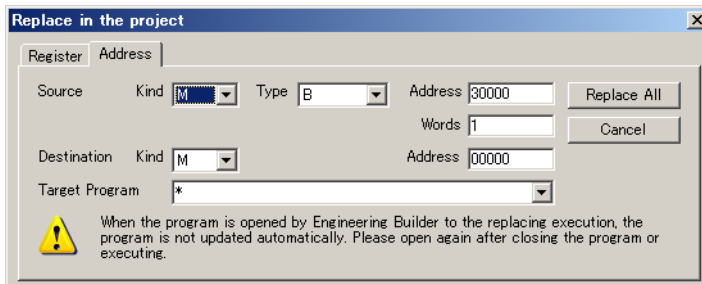 Replace in the project
Register Address
Source Kind M Type B Address 30000 Replace All
Words 1 Cancel
Destination Kind M Address 00000
Target Program *
When the program is opened by Engineering Builder to the replacing execution, the
program is not updated automatically. Please open again after closing the program or
executing.